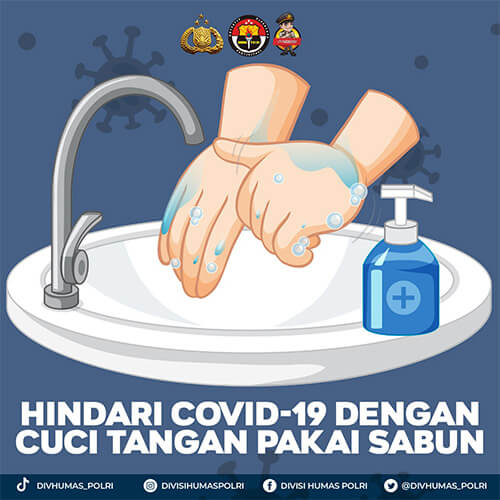 HINDARI COVID-19 DENGAN
CUCI TANGAN PAKAI SABUN
DIVHUMAS_POLRI
DIVISIHUMASPOLRI
DIVISI HUMAS POLRI
@DIVHUMAS_POLRI